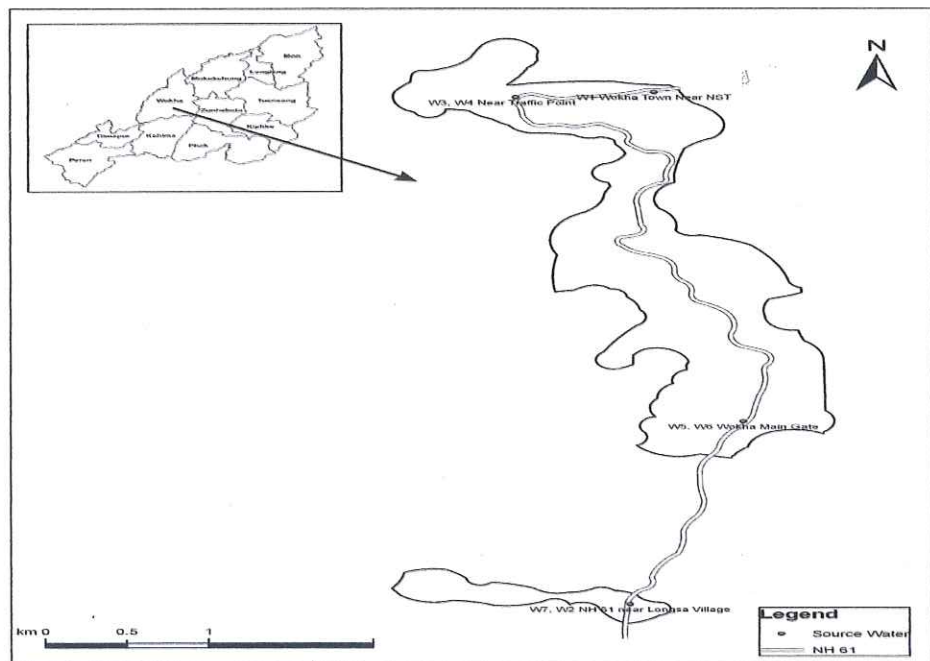 N
Mon
Mokokchung
Longleng
Tuensang
Wokha
Zunheboto
Kiphire
Dimapur
Kohima
Phek
Peren
W3, W4 Near Traffic Point
W1 Wokha Town Near NST
W5, W6 Wokha Main Gate
W7, W2 NH 61 near Longsa Village
km 0 0.5 1
Legend
Source Water
NH 61